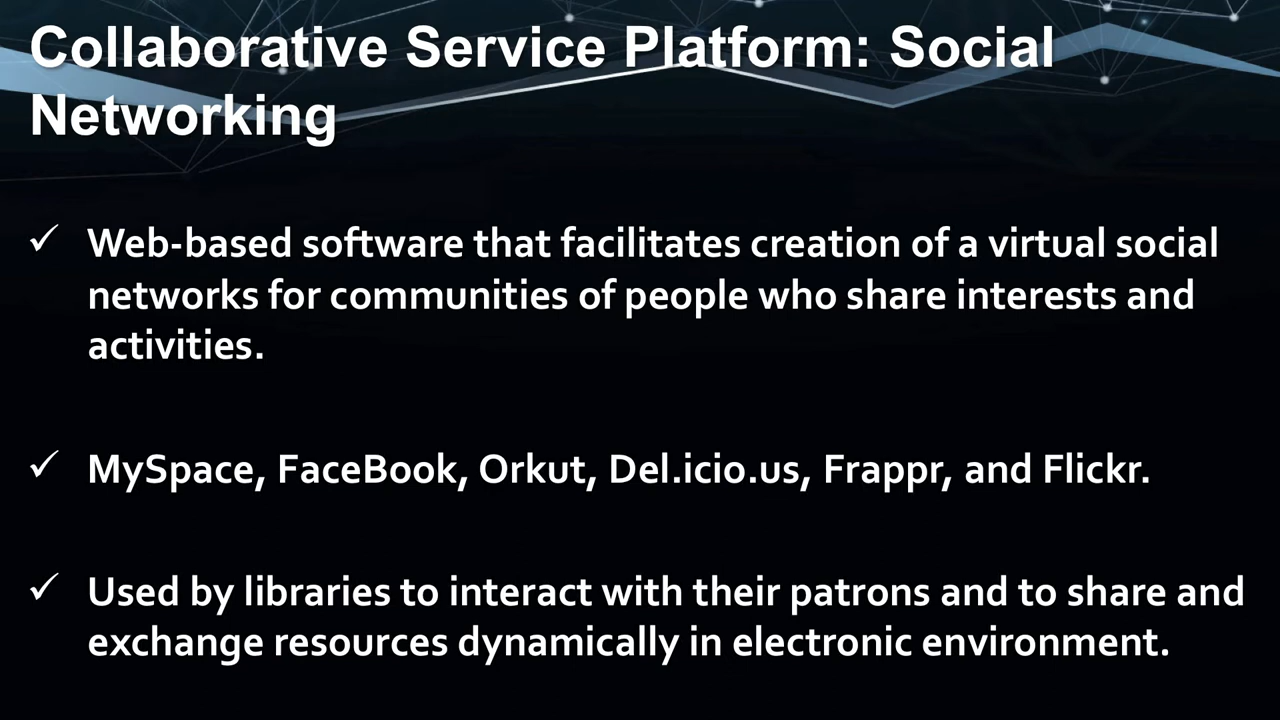 Collaborative Service Platform: Social
Networking
✓ Web-based software that facilitates creation of a virtual social
networks for communities of people who share interests and
activities.
✓ MySpace, FaceBook, Orkut, Del.icio.us, Frappr, and Flickr.
✓ Used by libraries to interact with their patrons and to share and
exchange resources dynamically in electronic environment.